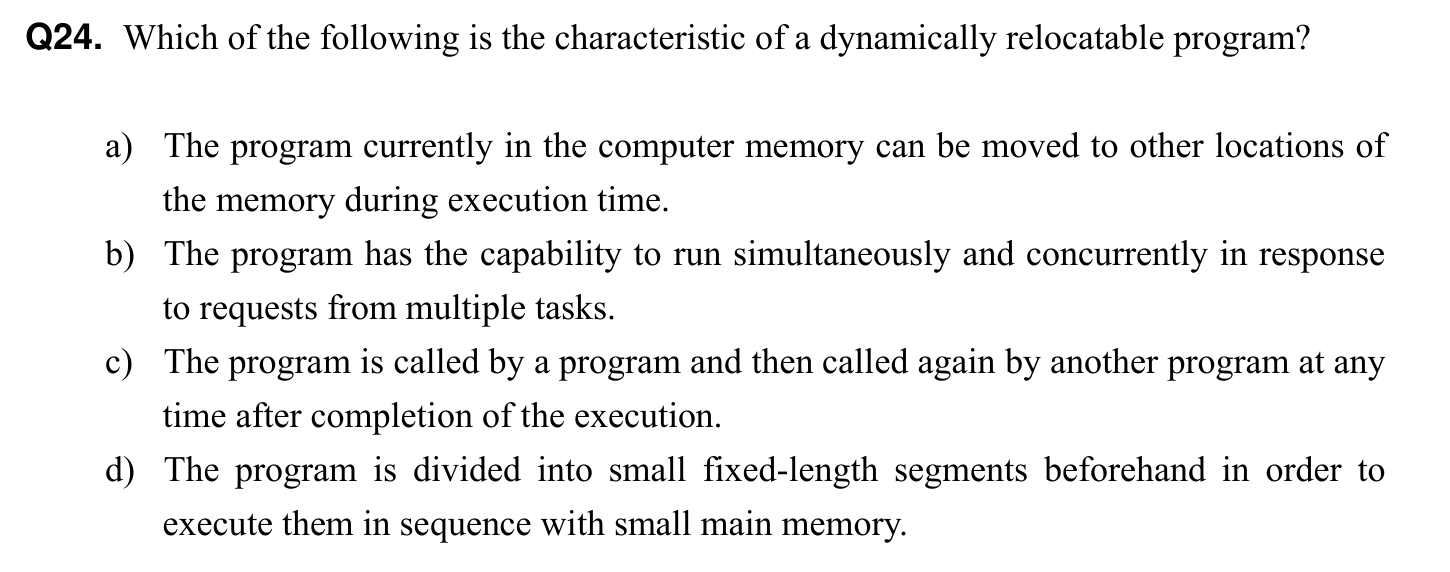 Q24. Which of the following is the characteristic of a dynamically relocatable program?
a) The program currently in the computer memory can be moved to other locations of
the memory during execution time.
b) The program has the capability to run simultaneously and concurrently in response
to requests from multiple tasks.
c) The program is called by a program and then called again by another program at any
time after completion of the execution.
d) The program is divided into small fixed-length segments beforehand in order to
execute them in sequence with small main memory.